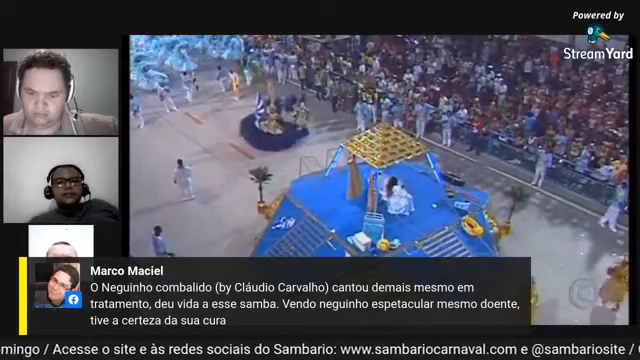 Powered by
StreamYard
Marco Maciel
O Neguinho combalido (by Cláudio Carvalho) cantou demais mesmo em
tratamento, deu vida a esse samba. Vendo neguinho espetacular mesmo doente,
tive a certeza da sua cura
omingo / Acesse o site e às redes sociais do Sambario: www.sambariocarnaval.com e @sambariosite /